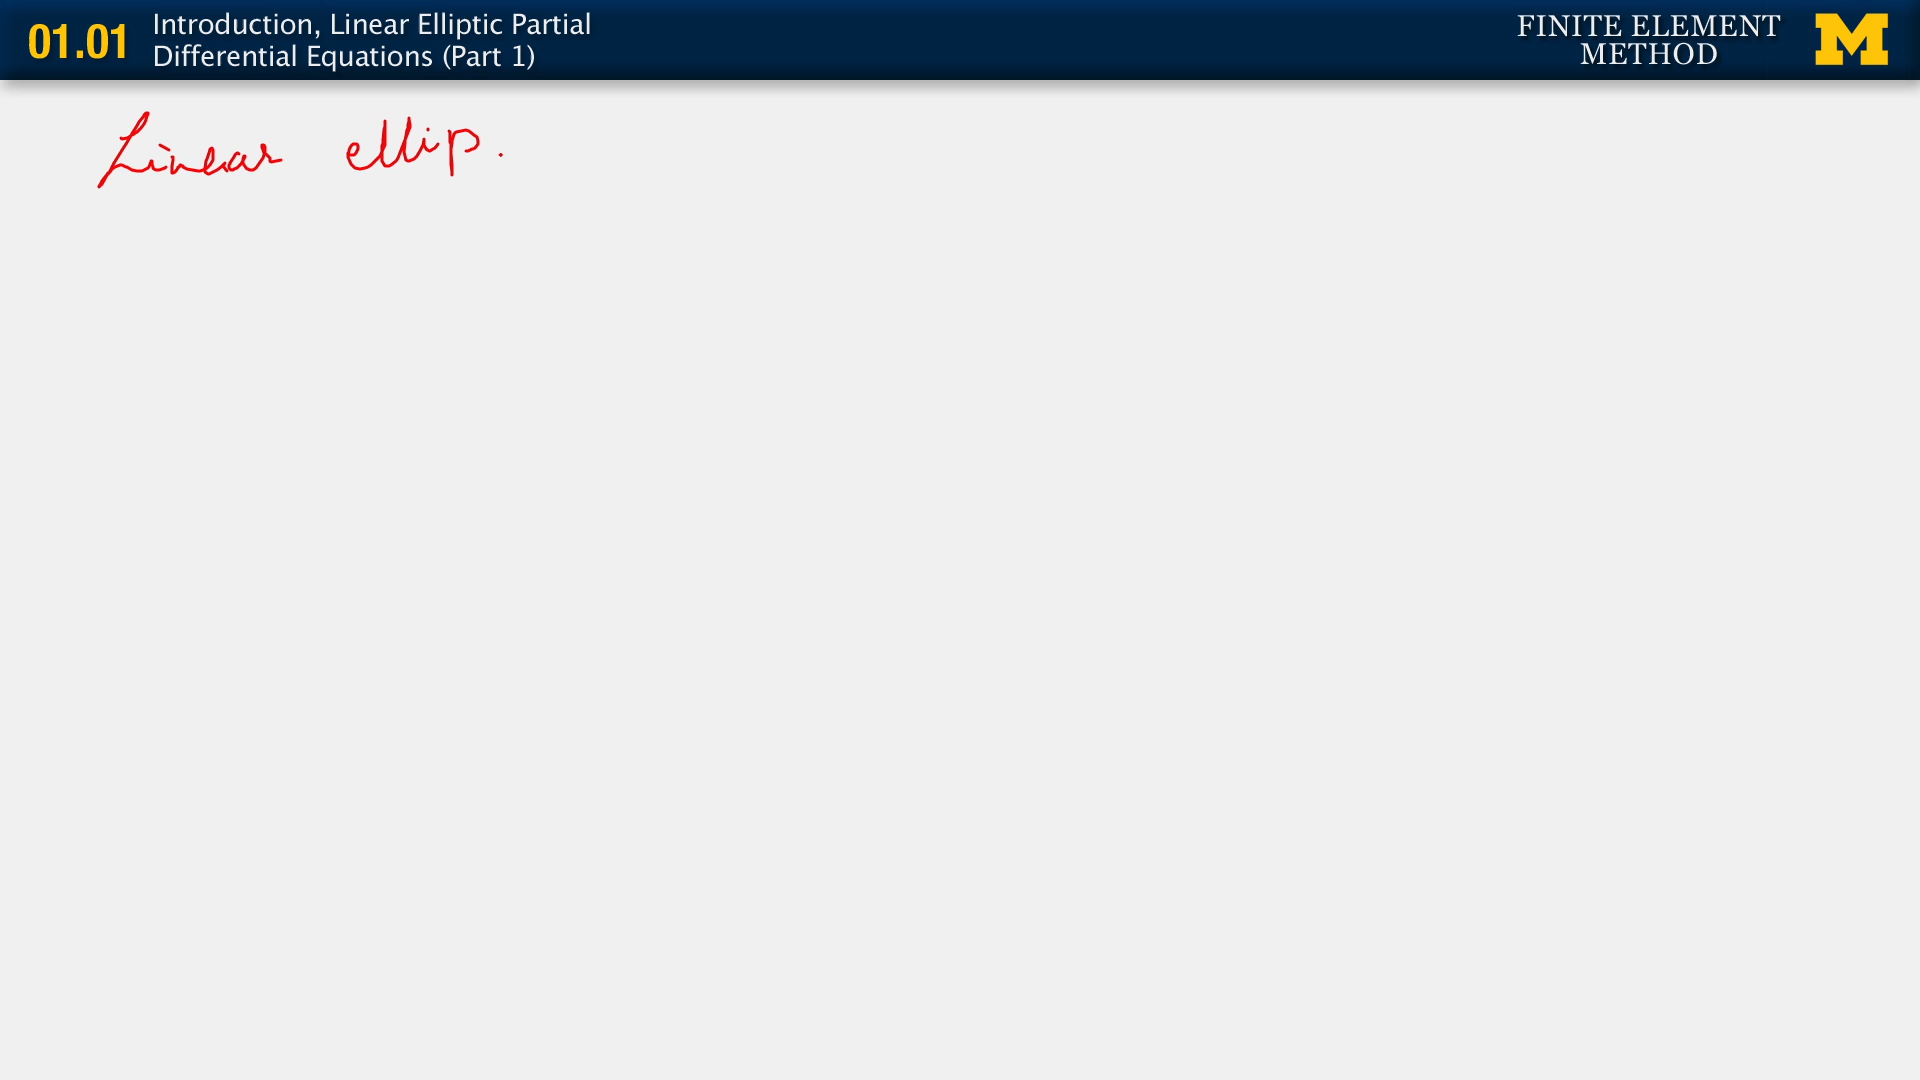 01.01
Introduction, Linear Elliptic Partial
Differential Equations (Part 1)
FINITE ELEMENT
METHOD
M
Linear ellip.